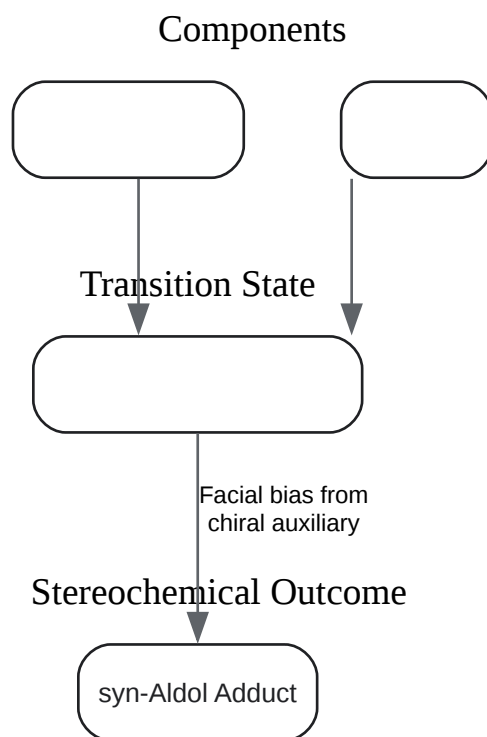 Components
Transition State
Facial bias from
chiral auxiliary
Stereochemical Outcome
syn-Aldol Adduct